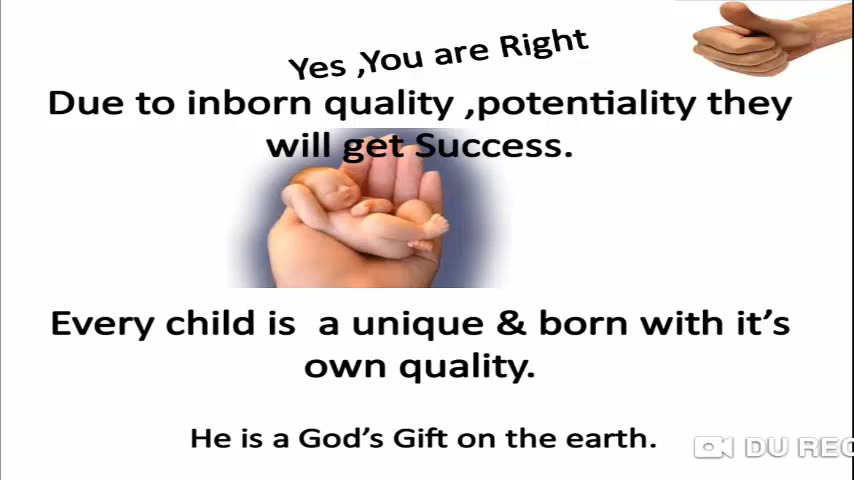 Yes ,You are Right
Due to inborn quality ,potentiality they
will get Success.
Every child is a unique & born with it’s
own quality.
He is a God’s Gift on the earth.
DU REC